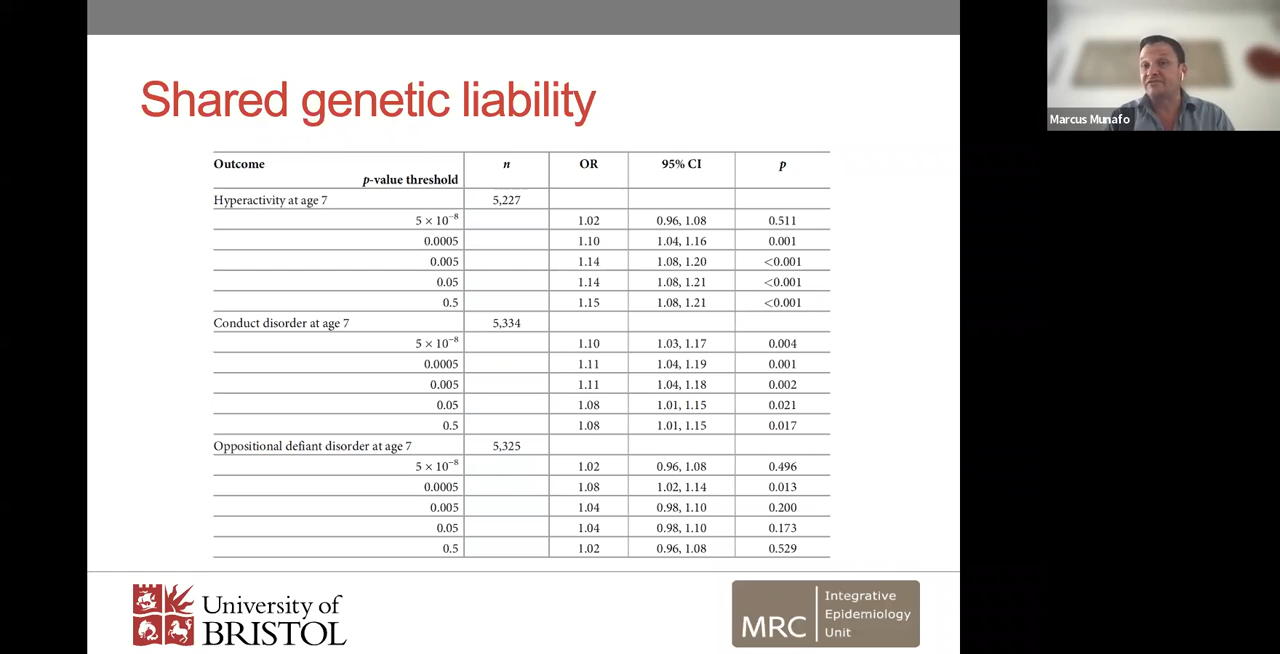 Shared genetic liability
Outcome n OR 95% CI p
p-value threshold
Hyperactivity at age 7 5,227
5 × 10⁻⁸ 1.02 0.96, 1.08 0.511
0.0005 1.10 1.04, 1.16 0.001
0.005 1.14 1.08, 1.20 <0.001
0.05 1.14 1.08, 1.21 <0.001
0.5 1.15 1.08, 1.21 <0.001
Conduct disorder at age 7 5,334
5 × 10⁻⁸ 1.10 1.03, 1.17 0.004
0.0005 1.11 1.04, 1.19 0.001
0.005 1.11 1.04, 1.18 0.002
0.05 1.08 1.01, 1.15 0.021
0.5 1.08 1.01, 1.15 0.017
Oppositional defiant disorder at age 7 5,325
5 × 10⁻⁸ 1.02 0.96, 1.08 0.496
0.0005 1.08 1.02, 1.14 0.013
0.005 1.04 0.98, 1.10 0.200
0.05 1.04 0.98, 1.10 0.173
0.5 1.02 0.96, 1.08 0.529
University of
BRISTOL
MRC
Integrative
Epidemiology
Unit
Marcus Munafo